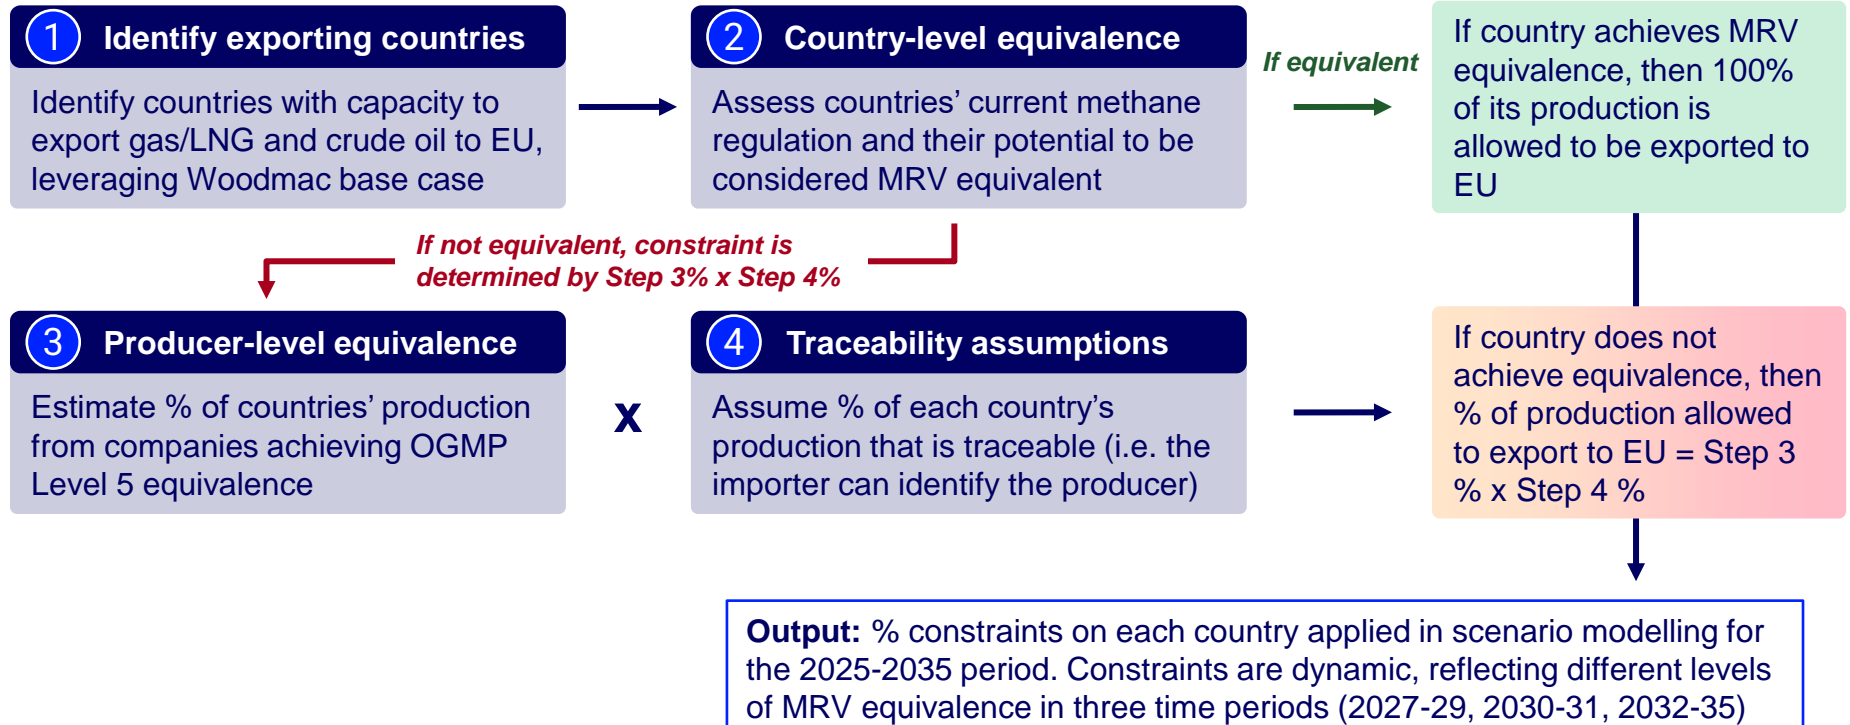 1 Identify exporting countries
Identify countries with capacity to
export gas/LNG and crude oil to EU,
leveraging Woodmac base case
2 Country-level equivalence
Assess countries’ current methane
regulation and their potential to be
considered MRV equivalent
If equivalent
If country achieves MRV
equivalence, then 100%
of its production is
allowed to be exported to
EU
If not equivalent, constraint is
determined by Step 3% x Step 4%
3 Producer-level equivalence
Estimate % of countries’ production
from companies achieving OGMP
Level 5 equivalence
x
4 Traceability assumptions
Assume % of each country’s
production that is traceable (i.e. the
importer can identify the producer)
If country does not
achieve equivalence, then
% of production allowed
to export to EU = Step 3
% x Step 4 %
Output: % constraints on each country applied in scenario modelling for
the 2025-2035 period. Constraints are dynamic, reflecting different levels
of MRV equivalence in three time periods (2027-29, 2030-31, 2032-35)